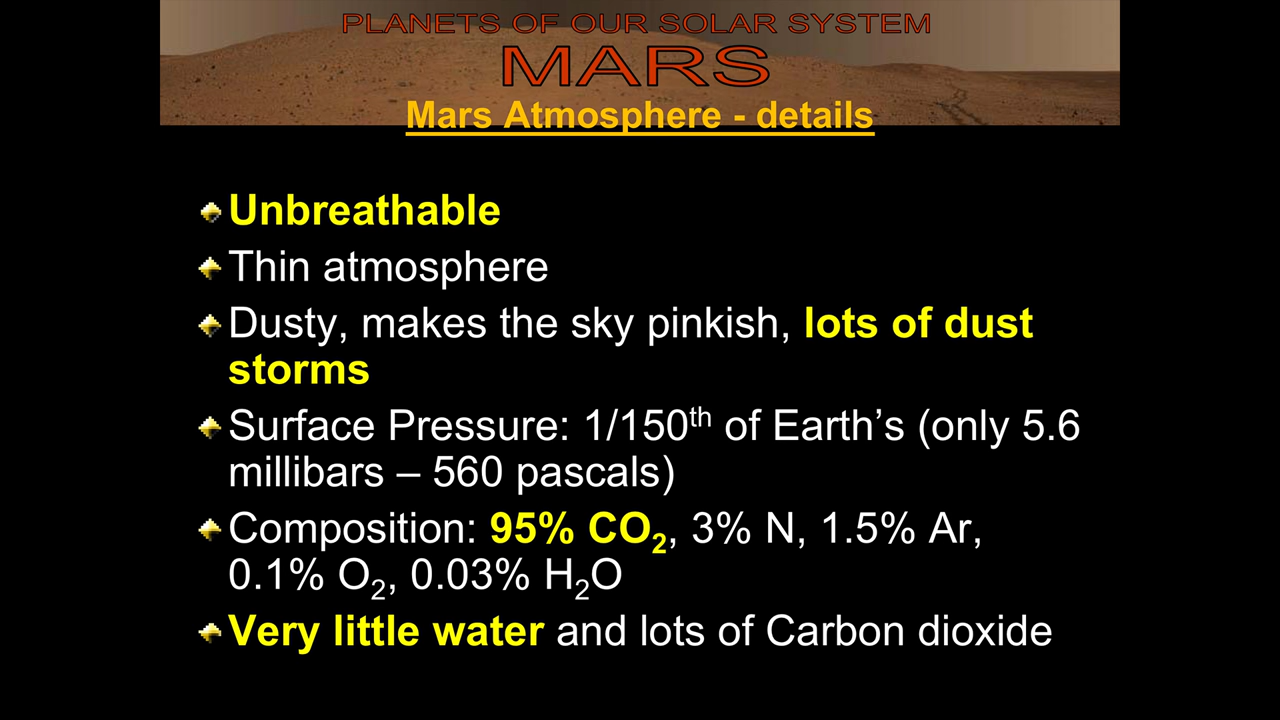 PLANETS OF OUR SOLAR SYSTEM
MARS
Mars Atmosphere - details
Unbreathable
Thin atmosphere
Dusty, makes the sky pinkish, lots of dust
storms
Surface Pressure: 1/150th of Earth’s (only 5.6
millibars – 560 pascals)
Composition: 95% CO2, 3% N, 1.5% Ar,
0.1% O2, 0.03% H2O
Very little water and lots of Carbon dioxide